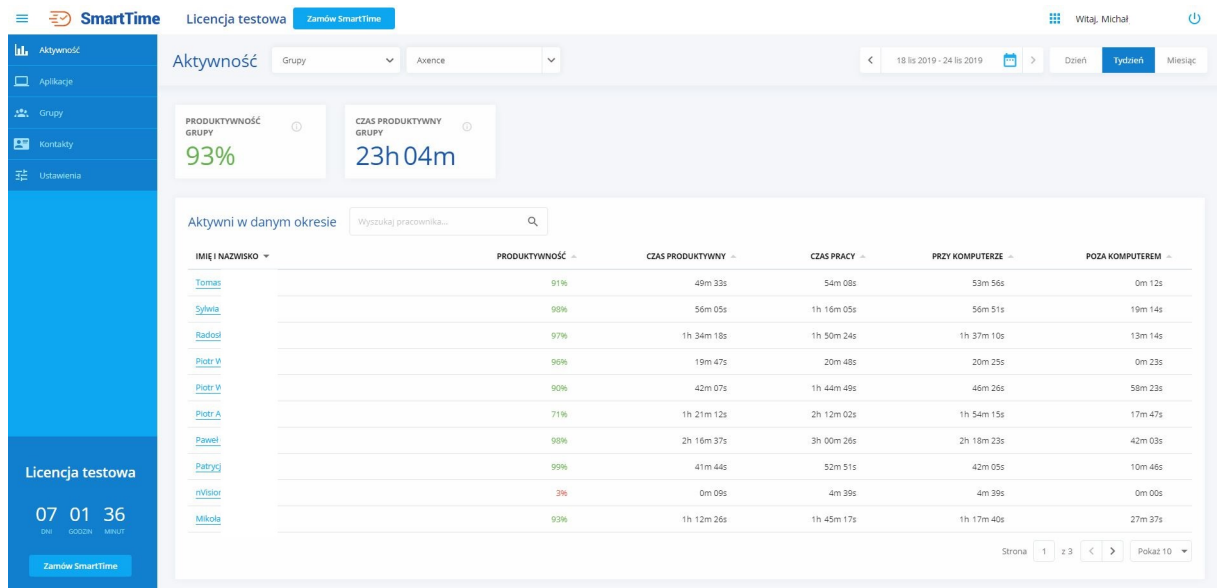 SmartTime
Licencja testowa
Zamów SmartTime
Witaj, Michał
Aktywność
Aplikacje
Grupy
Kontakty
Ustawienia
Licencja testowa
07 01 36
DNI GODZIN MINUT
Zamów SmartTime
Aktywność
Grupy
Axence
18 lis 2019 - 24 lis 2019
Dzień
Tydzień
Miesiąc
PRODUKTYWNOŚĆ
GRUPY
93%
CZAS PRODUKTYWNY
GRUPY
23h 04m
Aktywni w danym okresie
Wyszukaj pracownika...
IMIĘ I NAZWISKO PRODUKTYWNOŚĆ CZAS PRODUKTYWNY CZAS PRACY PRZY KOMPUTERZE POZA KOMPUTEREM
Tomas 91% 49m 33s 54m 08s 53m 56s 0m 12s
Sylwia 98% 56m 05s 1h 16m 05s 56m 51s 19m 14s
Radosł 97% 1h 34m 18s 1h 50m 24s 1h 37m 10s 13m 14s
Piotr W 96% 19m 47s 20m 48s 20m 25s 0m 23s
Piotr W 90% 42m 07s 1h 44m 49s 46m 26s 58m 23s
Piotr A 71% 1h 21m 12s 2h 12m 02s 1h 54m 15s 17m 47s
Paweł 98% 2h 16m 37s 3h 00m 26s 2h 18m 23s 42m 03s
Patrycj 99% 41m 44s 52m 51s 42m 05s 10m 46s
nVision 3% 0m 09s 4m 39s 4m 39s 0m 00s
Mikoła 93% 1h 12m 26s 1h 45m 17s 1h 17m 40s 27m 37s
Strona 1 z 3 Pokaż 10